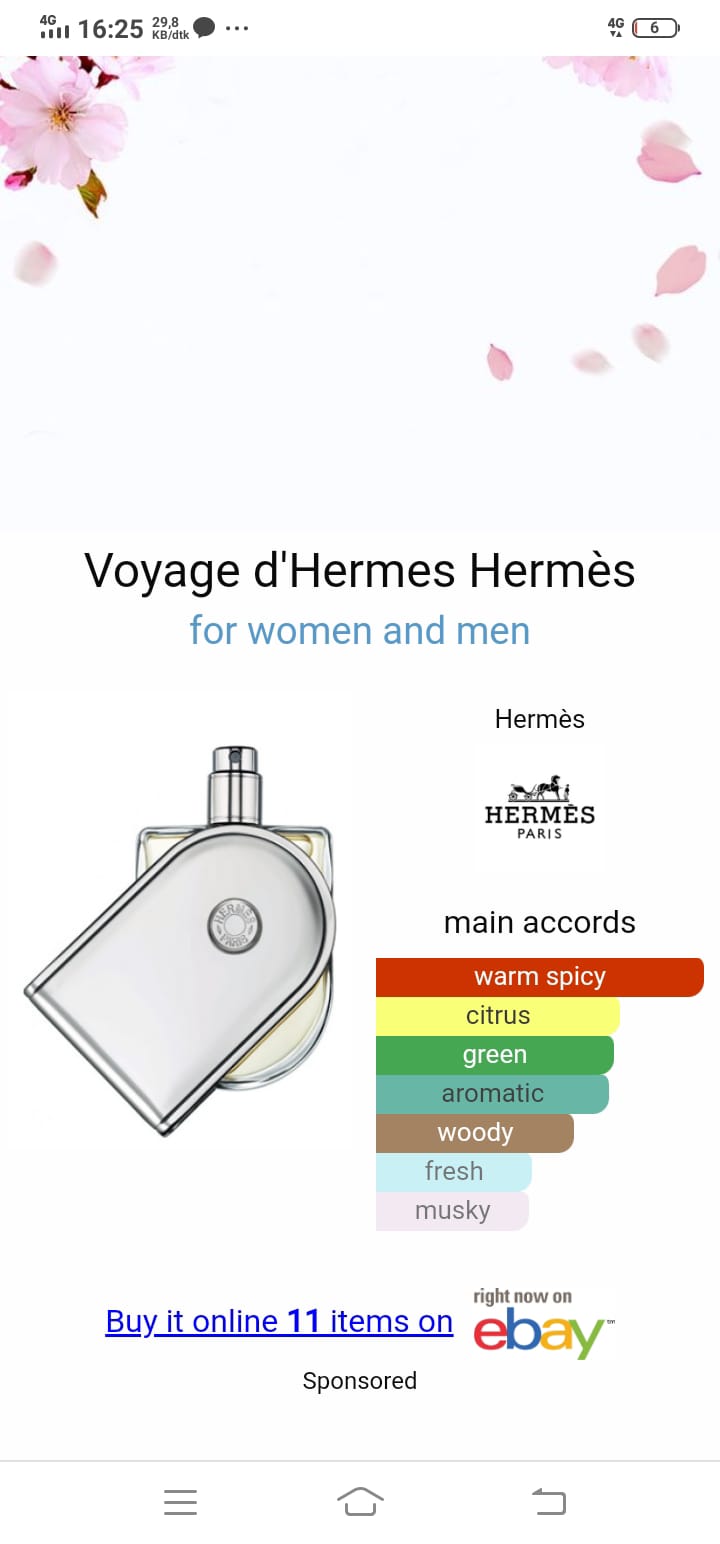 4G 16:25 29,8 KB/dtk ... 4G 6
Voyage d'Hermes Hermès
for women and men
Hermès
HERMÈS
PARIS
HERMES
PARIS
main accords
warm spicy
citrus
green
aromatic
woody
fresh
musky
right now on
Buy it online 11 items on ebay™
Sponsored